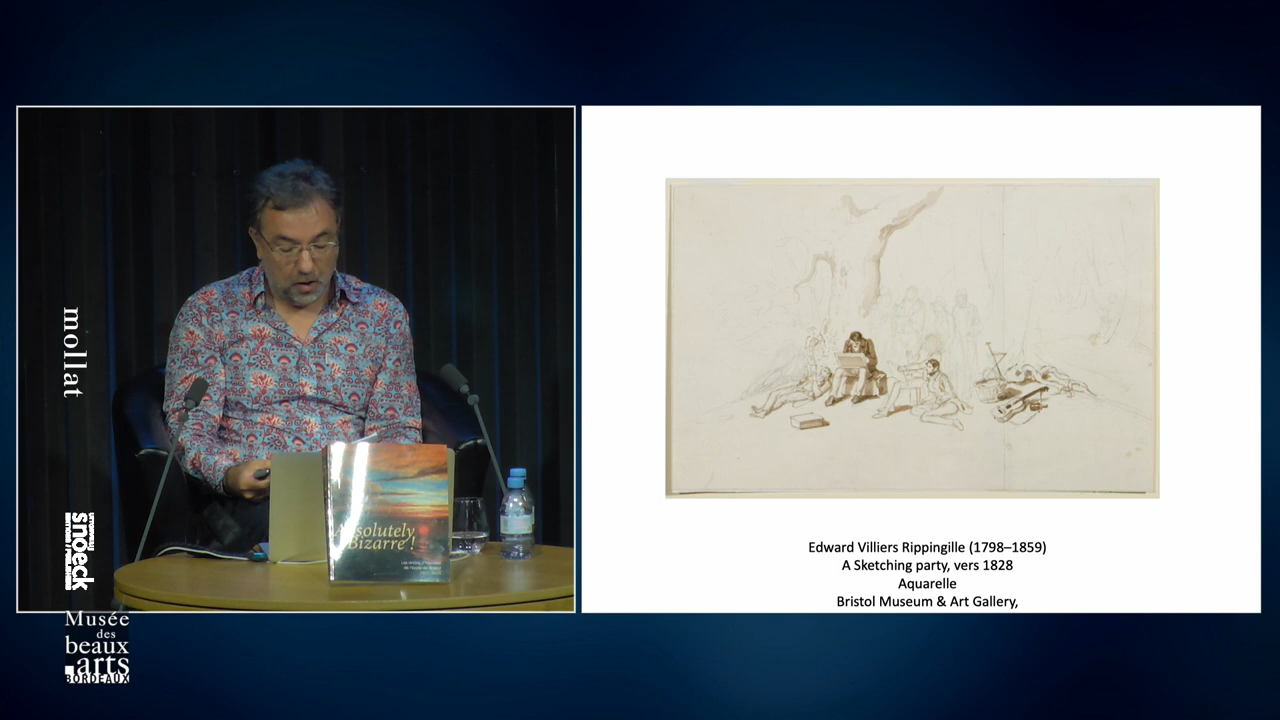 mollat
snoeck
Musée
des
beaux
.arts
BORDEAUX
Absolutely
Bizarre !
Edward Villiers Rippingille (1798–1859)
A Sketching party, vers 1828
Aquarelle
Bristol Museum & Art Gallery,